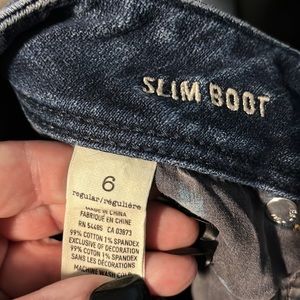 SLIM BOOT
6
regular/régulière
MADE IN CHINA
FABRIQUÉ EN CHINE
RN 54485 CA 03873
99% COTTON 1% SPANDEX
EXCLUSIVE OF DECORATION
99% COTON 1% SPANDEX
SANS LES DÉCORATIONS
MACHINE WASH COLD